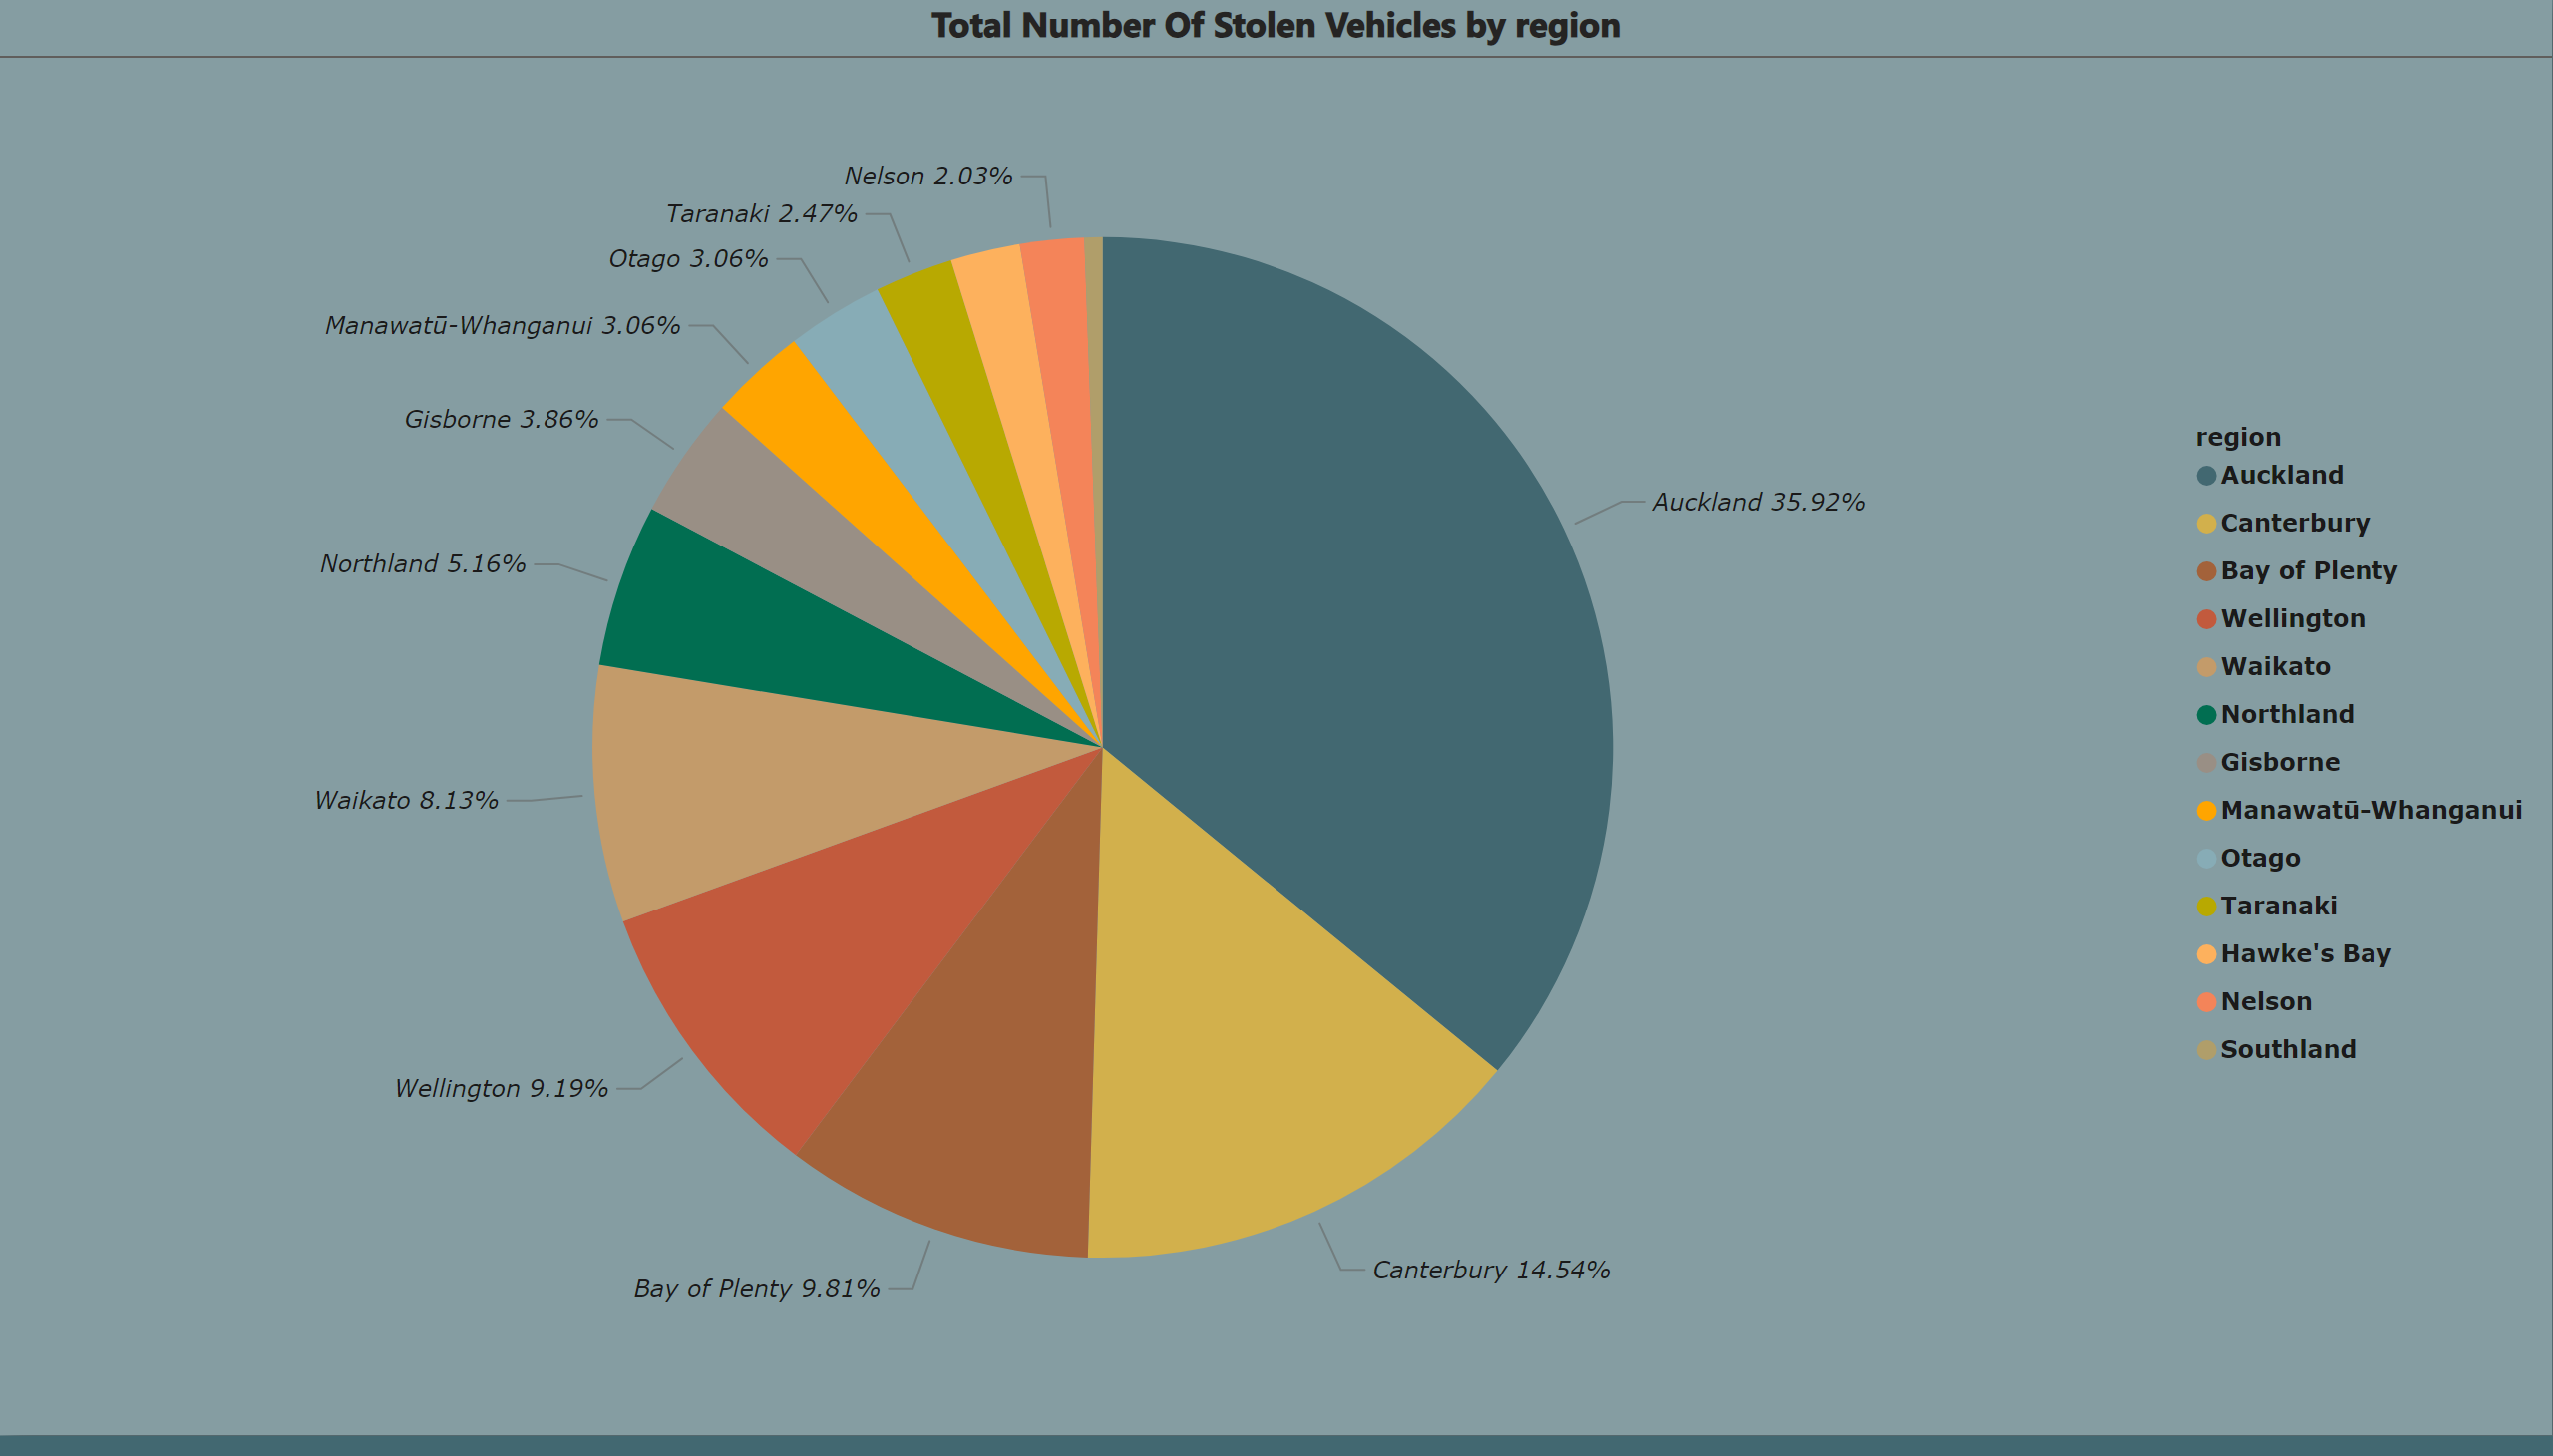 Total Number Of Stolen Vehicles by region
Nelson 2.03%
Taranaki 2.47%
Otago 3.06%
Manawatū-Whanganui 3.06%
Gisborne 3.86%
Northland 5.16%
Waikato 8.13%
Wellington 9.19%
Bay of Plenty 9.81%
Canterbury 14.54%
Auckland 35.92%
region
Auckland
Canterbury
Bay of Plenty
Wellington
Waikato
Northland
Gisborne
Manawatū-Whanganui
Otago
Taranaki
Hawke's Bay
Nelson
Southland